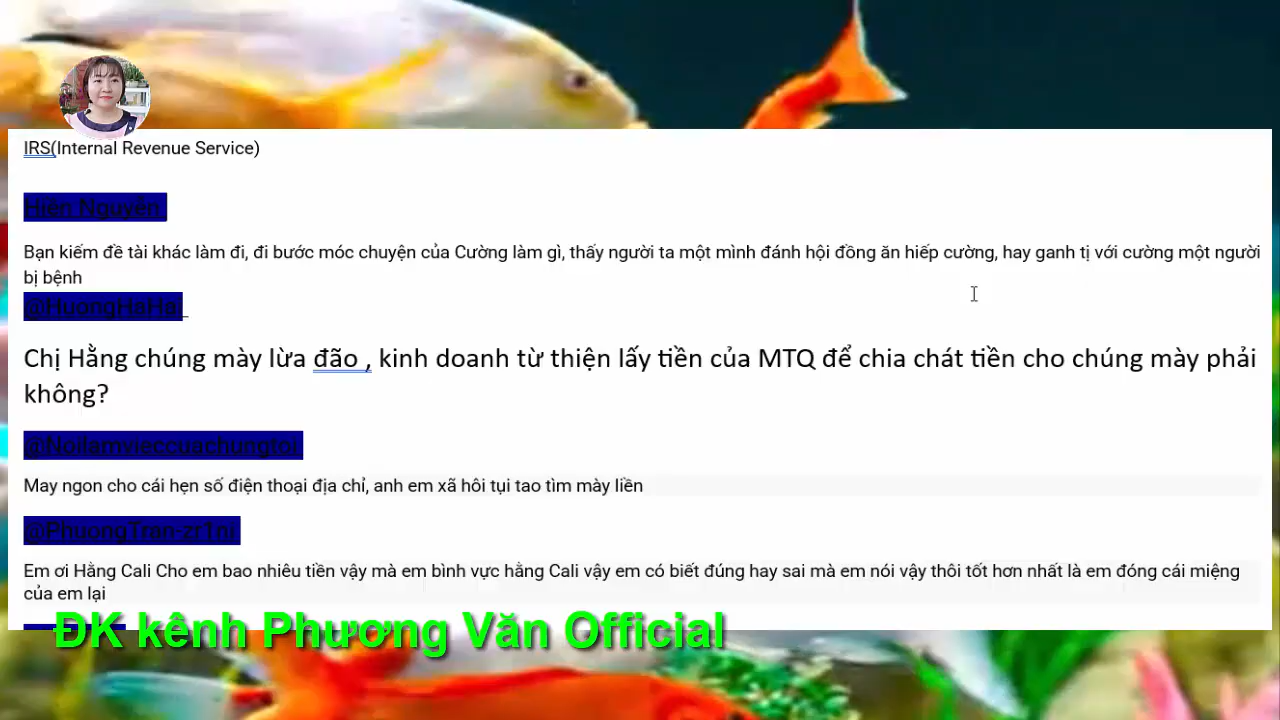 IRS(Internal Revenue Service)
Hiền Nguyễn
Bạn kiếm đề tài khác làm đi, đi bước móc chuyện của Cường làm gì, thấy người ta một mình đánh hội đồng ăn hiếp cường, hay ganh tị với cường một người
bị bệnh
@HuongHaHa
Chị Hằng chúng mày lừa đão , kinh doanh từ thiện lấy tiền của MTQ để chia chát tiền cho chúng mày phải
không?
@Noilamvieccuachungtoi
May ngon cho cái hẹn số điện thoại địa chỉ, anh em xã hôi tụi tao tìm mày liền
@PhuongTran-zr1ni
Em ơi Hằng Cali Cho em bao nhiêu tiền vậy mà em bình vực hằng Cali vậy em có biết đúng hay sai mà em nói vậy thôi tốt hơn nhất là em đóng cái miệng
của em lại
ĐK kênh Phương Văn Official